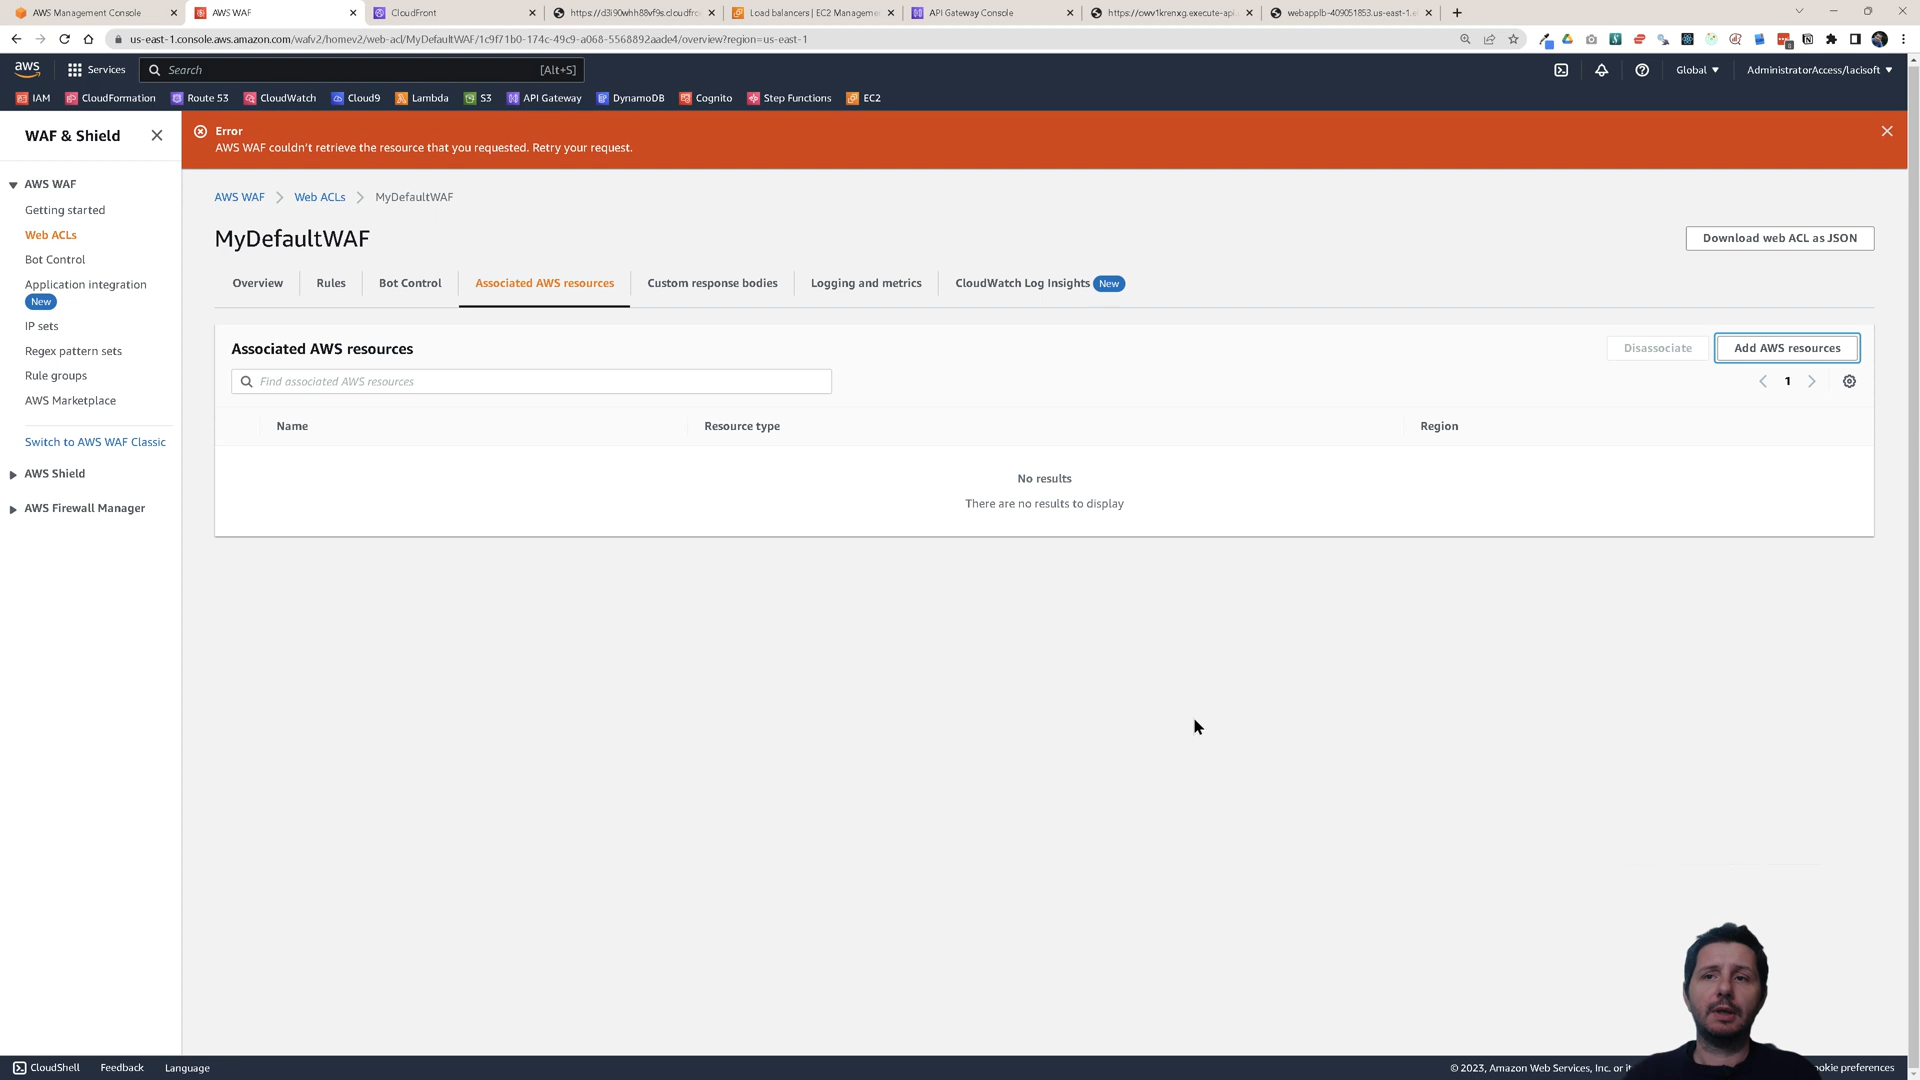 AWS Management Console
AWS WAF
CloudFront
https://d3i90whh88vf9s.cloudfro
Load balancers | EC2 Manageme
API Gateway Console
https://owv1krenxg.execute-api.
webapplb-409051853.us-east-1.e
us-east-1.console.aws.amazon.com/wafv2/homev2/web-acl/MyDefaultWAF/1c9f71b0-174c-49c9-a068-5568892aade4/overview?region=us-east-1
aws
Services
Search
[Alt+S]
Global
AdministratorAccess/lacisoft
IAM
CloudFormation
Route 53
CloudWatch
Cloud9
Lambda
S3
API Gateway
DynamoDB
Cognito
Step Functions
EC2
WAF & Shield
AWS WAF
Getting started
Web ACLs
Bot Control
Application integration
New
IP sets
Regex pattern sets
Rule groups
AWS Marketplace
Switch to AWS WAF Classic
AWS Shield
AWS Firewall Manager
Error
AWS WAF couldn't retrieve the resource that you requested. Retry your request.
AWS WAF
Web ACLs
MyDefaultWAF
MyDefaultWAF
Download web ACL as JSON
Overview
Rules
Bot Control
Associated AWS resources
Custom response bodies
Logging and metrics
CloudWatch Log Insights New
Associated AWS resources
Disassociate
Add AWS resources
Find associated AWS resources
1
Name
Resource type
Region
No results
There are no results to display
CloudShell
Feedback
Language
© 2023, Amazon Web Services, Inc. or it
ookie preferences